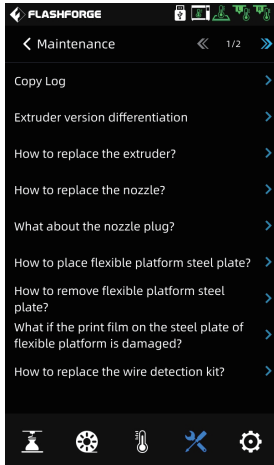 FLASHFORGE
Maintenance
1/2
Copy Log
Extruder version differentiation
How to replace the extruder?
How to replace the nozzle?
What about the nozzle plug?
How to place flexible platform steel plate?
How to remove flexible platform steel
plate?
What if the print film on the steel plate of
flexible platform is damaged?
How to replace the wire detection kit?